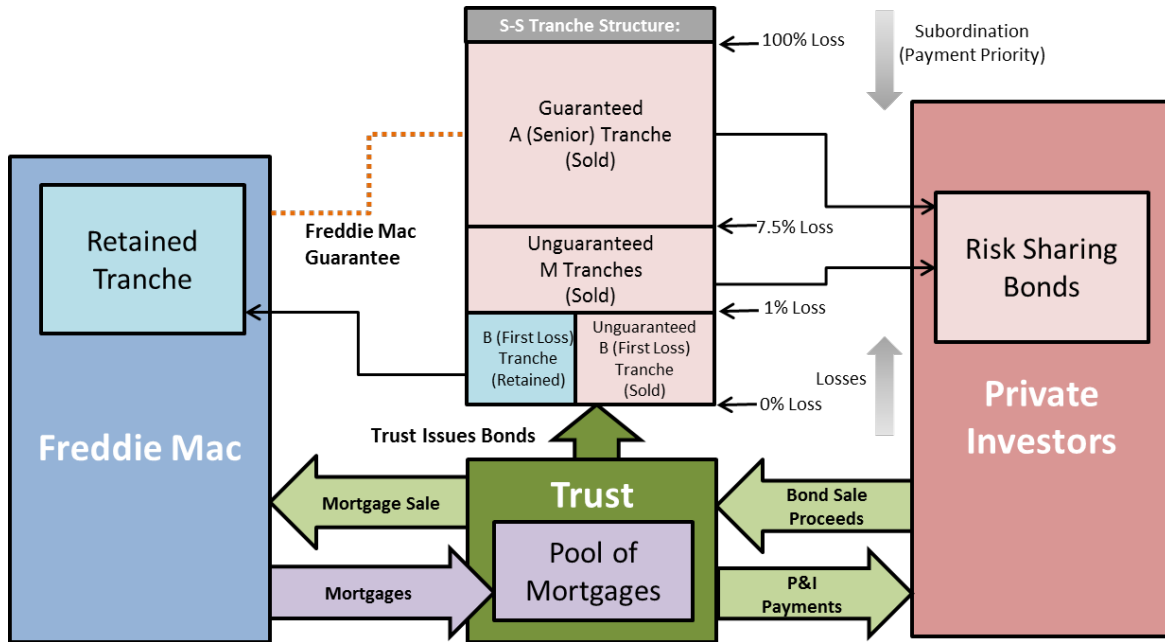 S-S Tranche Structure:
100% Loss
Subordination
(Payment Priority)
Guaranteed
A (Senior) Tranche
(Sold)
Freddie Mac
Guarantee
7.5% Loss
Retained
Tranche
Unguaranteed
M Tranches
(Sold)
Risk Sharing
Bonds
1% Loss
B (First Loss)
Tranche
(Retained)
Unguaranteed
B (First Loss)
Tranche
(Sold)
Losses
0% Loss
Freddie Mac
Private
Investors
Trust Issues Bonds
Trust
Mortgage Sale
Bond Sale
Proceeds
Pool of
Mortgages
Mortgages
P&I
Payments